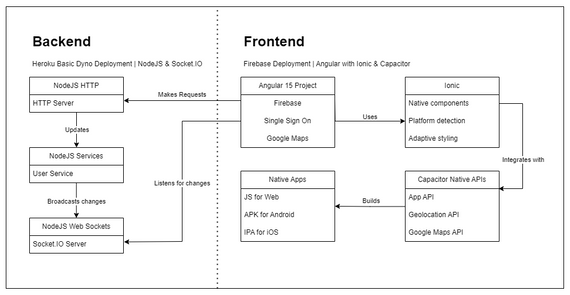 Backend
Heroku Basic Dyno Deployment | NodeJS & Socket.IO
NodeJS HTTP
HTTP Server
Updates
NodeJS Services
User Service
Broadcasts changes
NodeJS Web Sockets
Socket.IO Server
Makes Requests
Listens for changes
Frontend
Firebase Deployment | Angular with Ionic & Capacitor
Angular 15 Project
Firebase
Single Sign On
Google Maps
Uses
Ionic
Native components
Platform detection
Adaptive styling
Integrates with
Native Apps
JS for Web
APK for Android
IPA for iOS
Builds
Capacitor Native APIs
App API
Geolocation API
Google Maps API